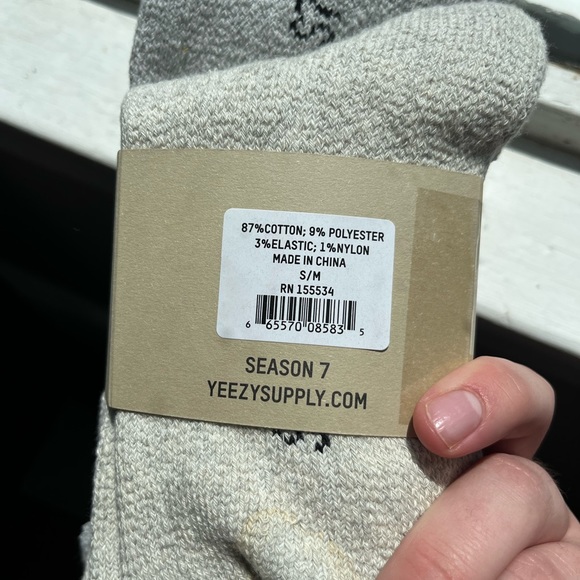 87%COTTON; 9% POLYESTER
3%ELASTIC; 1%NYLON
MADE IN CHINA
S/M
RN 155534
6 65570 08583 5
SEASON 7
YEEZYSUPPLY.COM